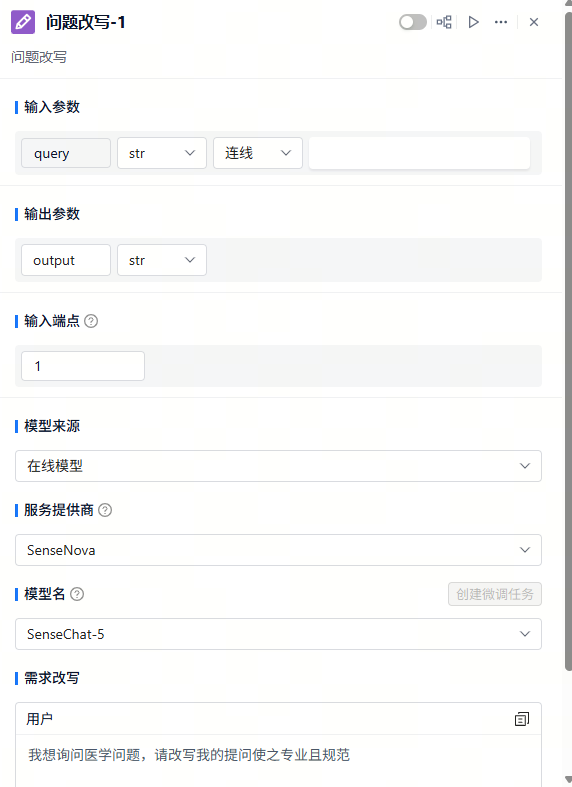 问题改写-1
问题改写
输入参数
query str 连线
输出参数
output str
输入端点 ?
1
模型来源
在线模型
服务提供商 ?
SenseNova
模型名 ? 创建微调任务
SenseChat-5
需求改写
用户
我想询问医学问题，请改写我的提问使之专业且规范